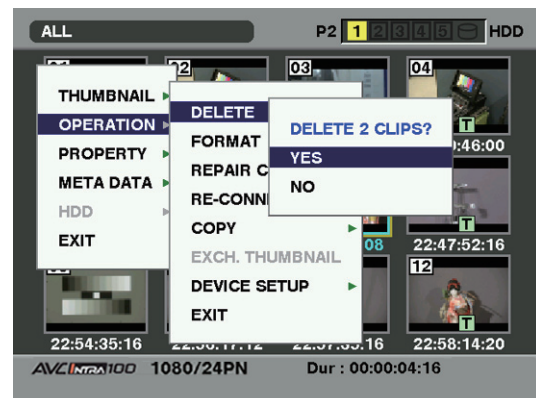 ALL
P2 1 2 3 4 5 HDD
02 03 04
THUMBNAIL
OPERATION
PROPERTY
META DATA
HDD
EXIT
DELETE
FORMAT
REPAIR C
RE-CONN
COPY
EXCH. THUMBNAIL
DEVICE SETUP
EXIT
DELETE 2 CLIPS?
YES
NO
T
:46:00
T
08 22:47:52:16
12
T
22:54:35:16 22:58:14:20
AVC INTRA 100 1080/24PN Dur : 00:00:04:16